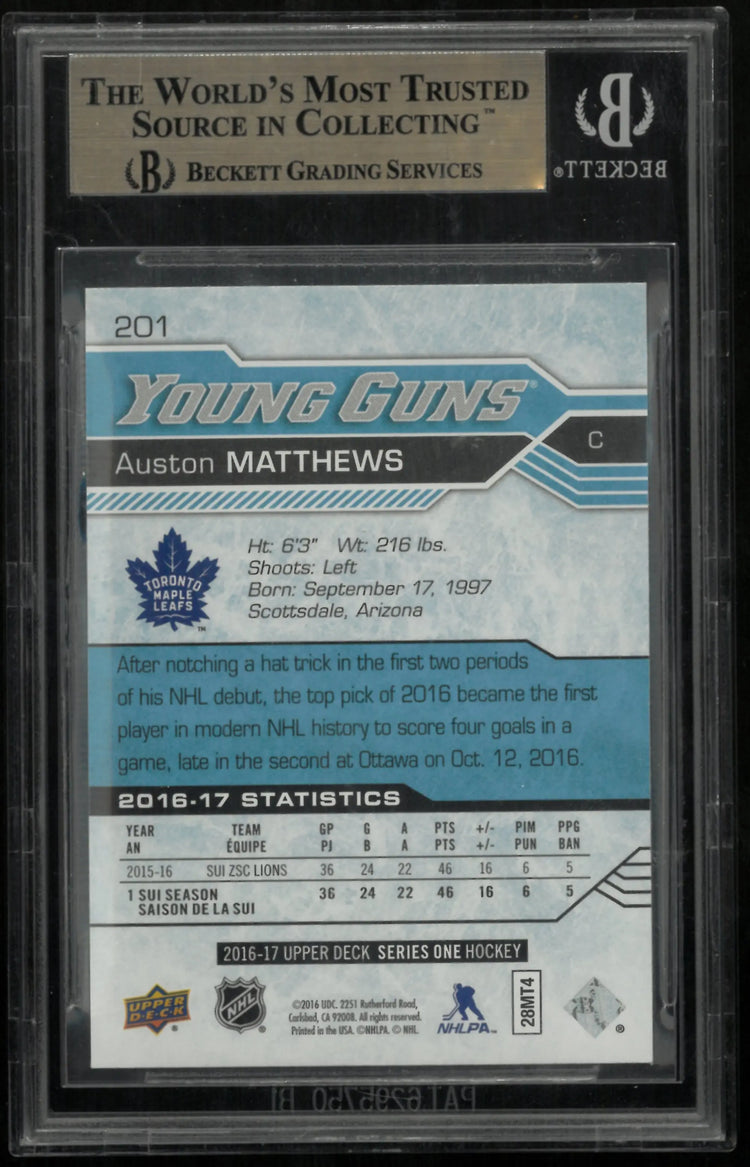 THE WORLD'S MOST TRUSTED
SOURCE IN COLLECTING™
B BECKETT GRADING SERVICES
B
BECKETT®
201
YOUNG GUNS®
C
Auston MATTHEWS
Ht: 6'3" Wt: 216 lbs.
Shoots: Left
Born: September 17, 1997
Scottsdale, Arizona
TORONTO
MAPLE
LEAFS
™
After notching a hat trick in the first two periods
of his NHL debut, the top pick of 2016 became the first
player in modern NHL history to score four goals in a
game, late in the second at Ottawa on Oct. 12, 2016.
2016-17 STATISTICS
YEAR TEAM GP G A PTS +/- PIM PPG
AN ÉQUIPE PJ B A PTS +/- PUN BAN
2015-16 SUI ZSC LIONS 36 24 22 46 16 6 5
1 SUI SEASON 36 24 22 46 16 6 5
SAISON DE LA SUI
2016-17 UPPER DECK SERIES ONE HOCKEY
UPPER
D·E·C·K
®
NHL
®
©2016 UDC. 2251 Rutherford Road,
Carlsbad, CA 92008. All rights reserved.
Printed in the USA. ©NHLPA. © NHL.
NHLPA™
28MT4
®
PAT.6295750 B1